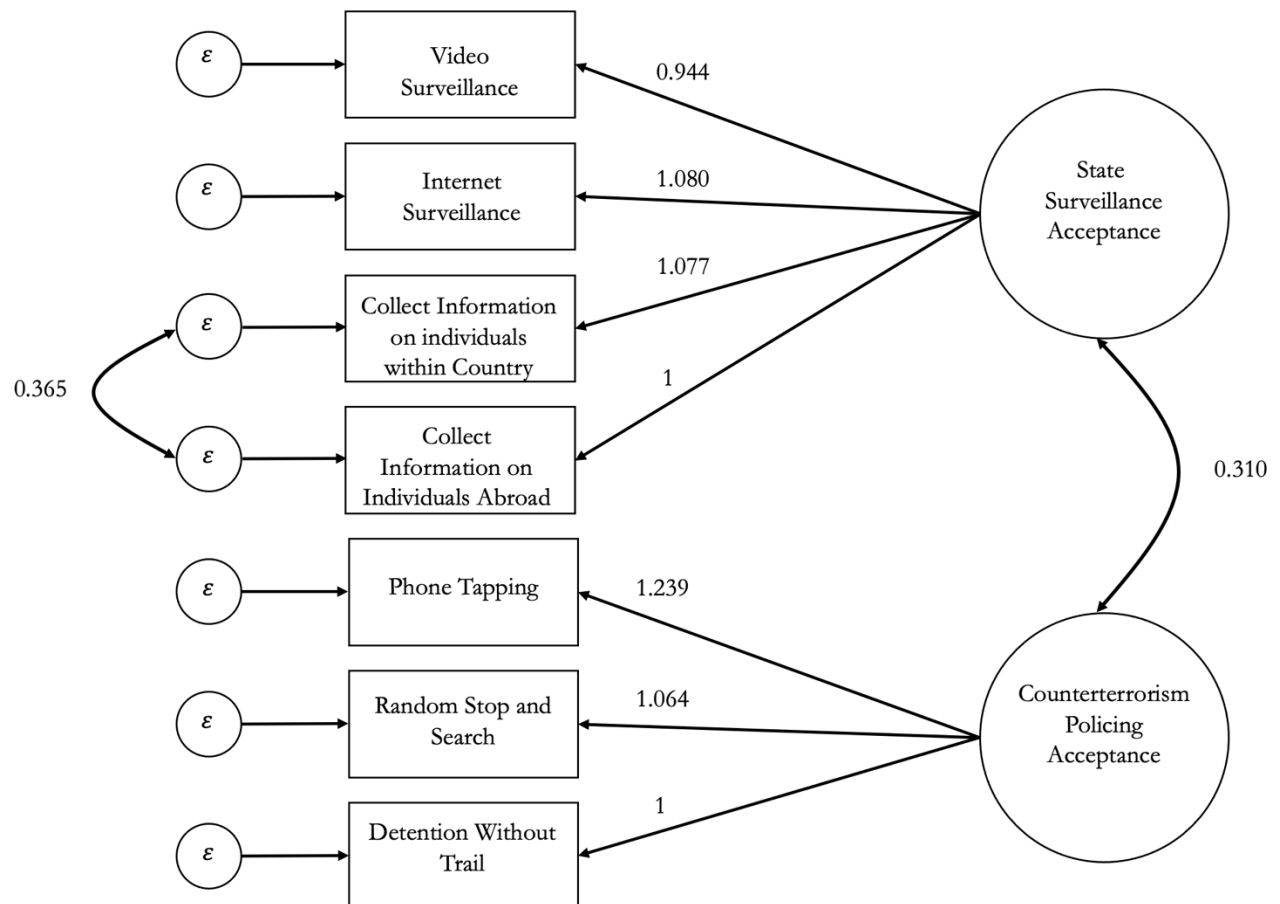 ε
Video
Surveillance
0.944
ε
Internet
Surveillance
1.080
State
Surveillance
Acceptance
ε
Collect Information
on individuals
within Country
1.077
0.365
ε
Collect
Information on
Individuals Abroad
1
0.310
ε
Phone Tapping
1.239
ε
Random Stop and
Search
1.064
Counterterrorism
Policing
Acceptance
ε
Detention Without
Trail
1